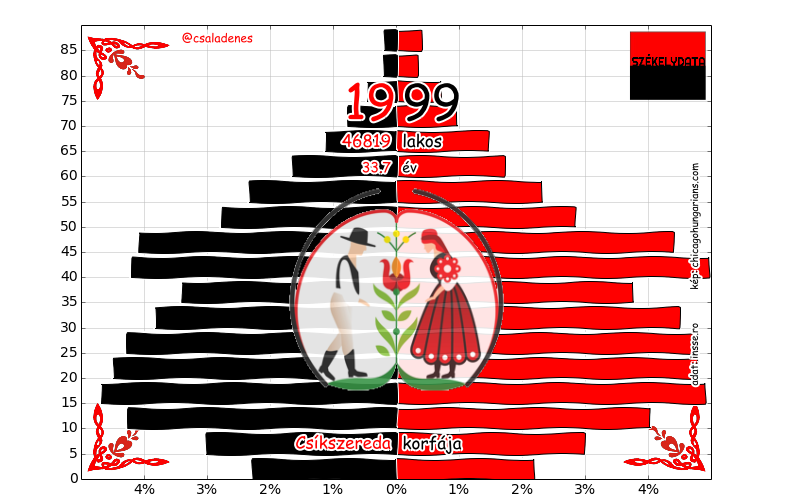 @csaladenes
SZÉKELYDATA
1999
46819 lakos
33.7 év
kép: chicagohungarians.com
adat: insse.ro
Csíkszereda korfája
85
80
75
70
65
60
55
50
45
40
35
30
25
20
15
10
5
0
4% 3% 2% 1% 0% 1% 2% 3% 4%